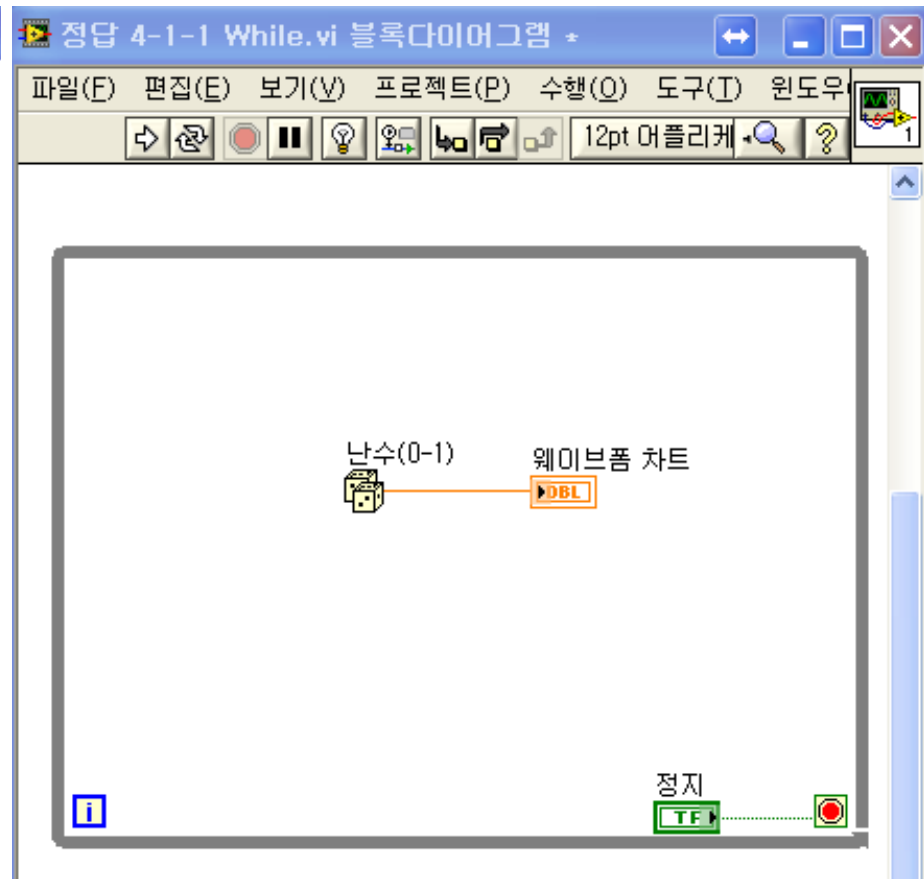 정답 4-1-1 While.vi 블록다이어그램 *
파일(F) 편집(E) 보기(V) 프로젝트(P) 수행(O) 도구(T) 윈도우
12pt 어플리케
?
1
난수(0-1)
웨이브폼 차트
DBL
정지
i
TF